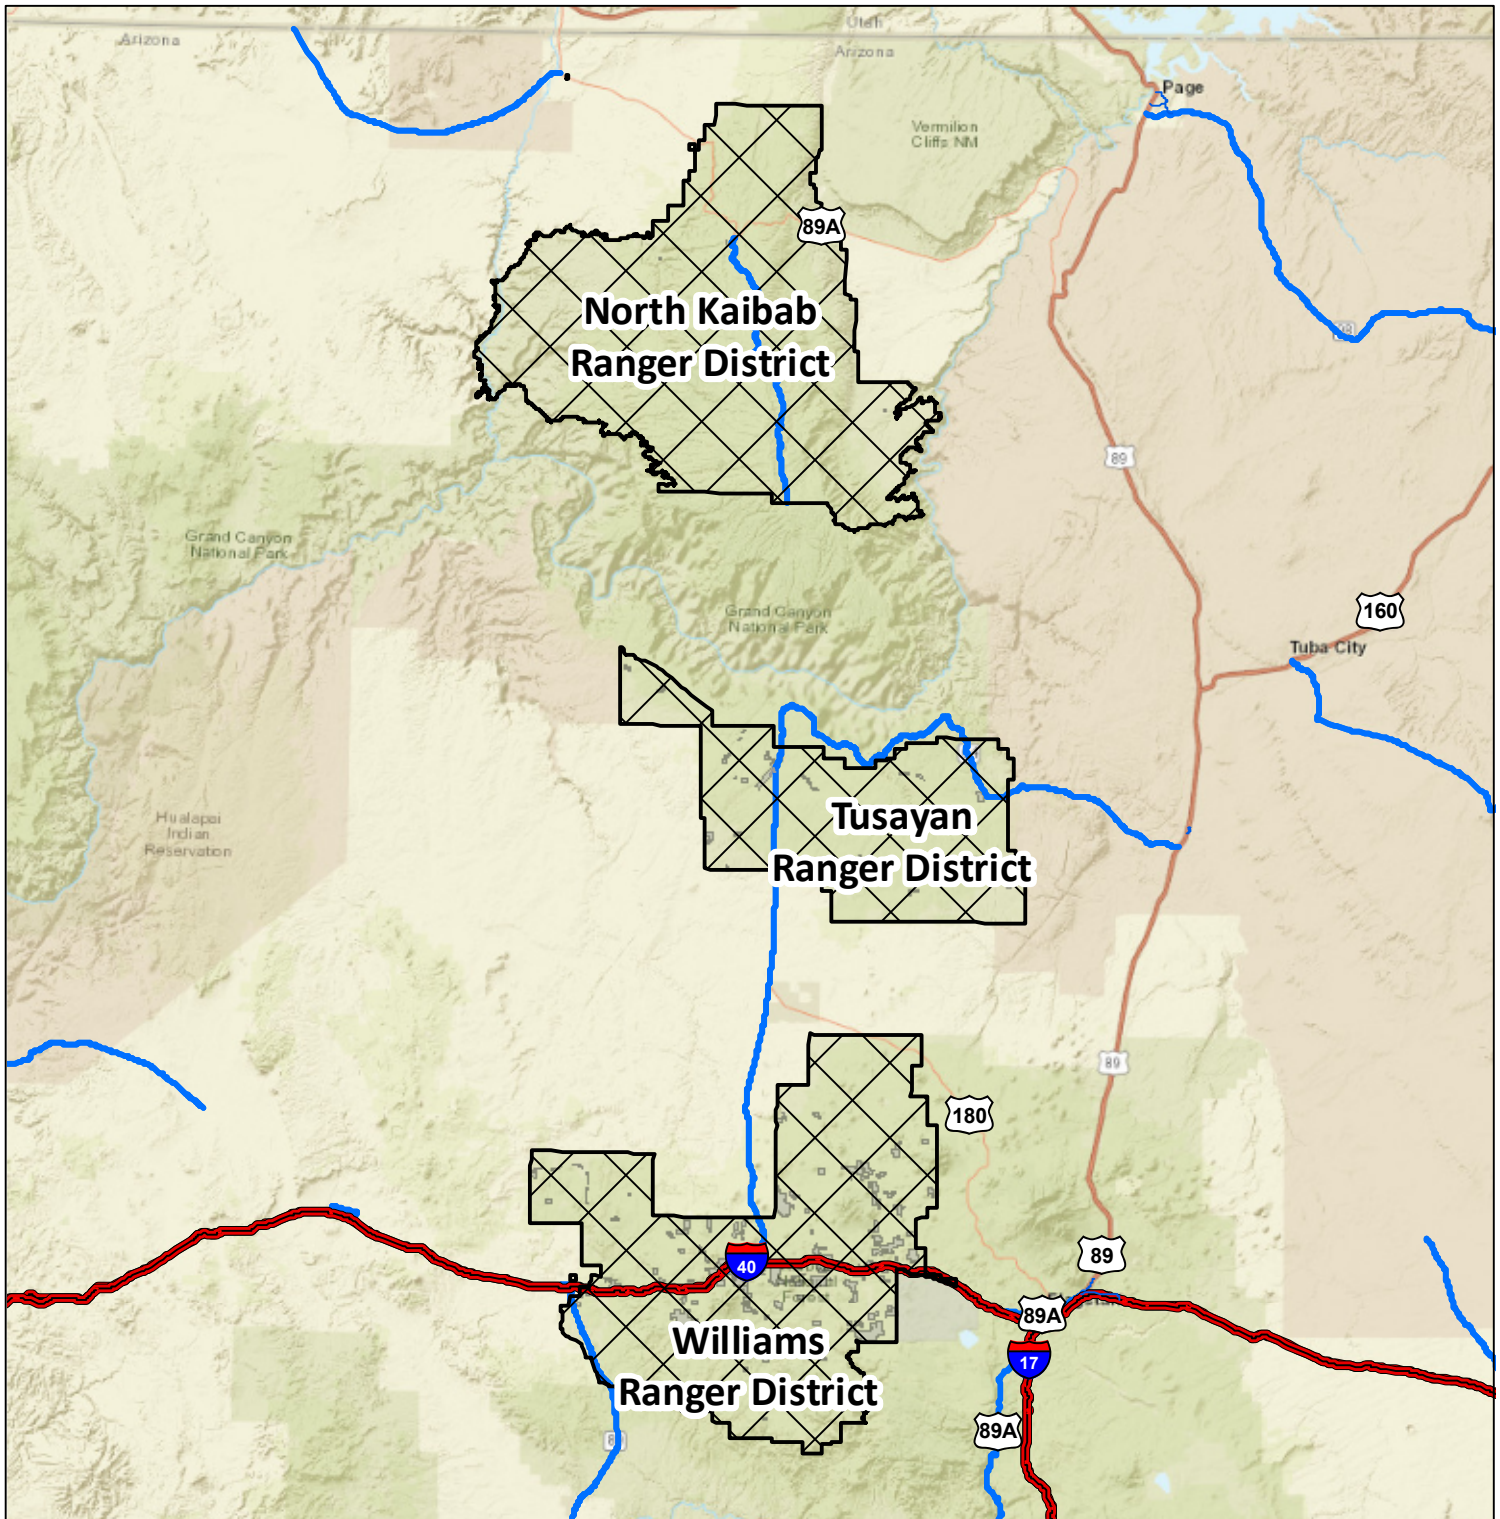 Utah
Arizona
Arizona
Page
Vermilion
Cliffs NM
89A
North Kaibab
Ranger District
89
Grand Canyon
National Park
Grand Canyon
National Park
160
Tuba City
Tusayan
Ranger District
Hualapai
Indian
Reservation
89
180
89
40
89A
17
Williams
Ranger District
89A